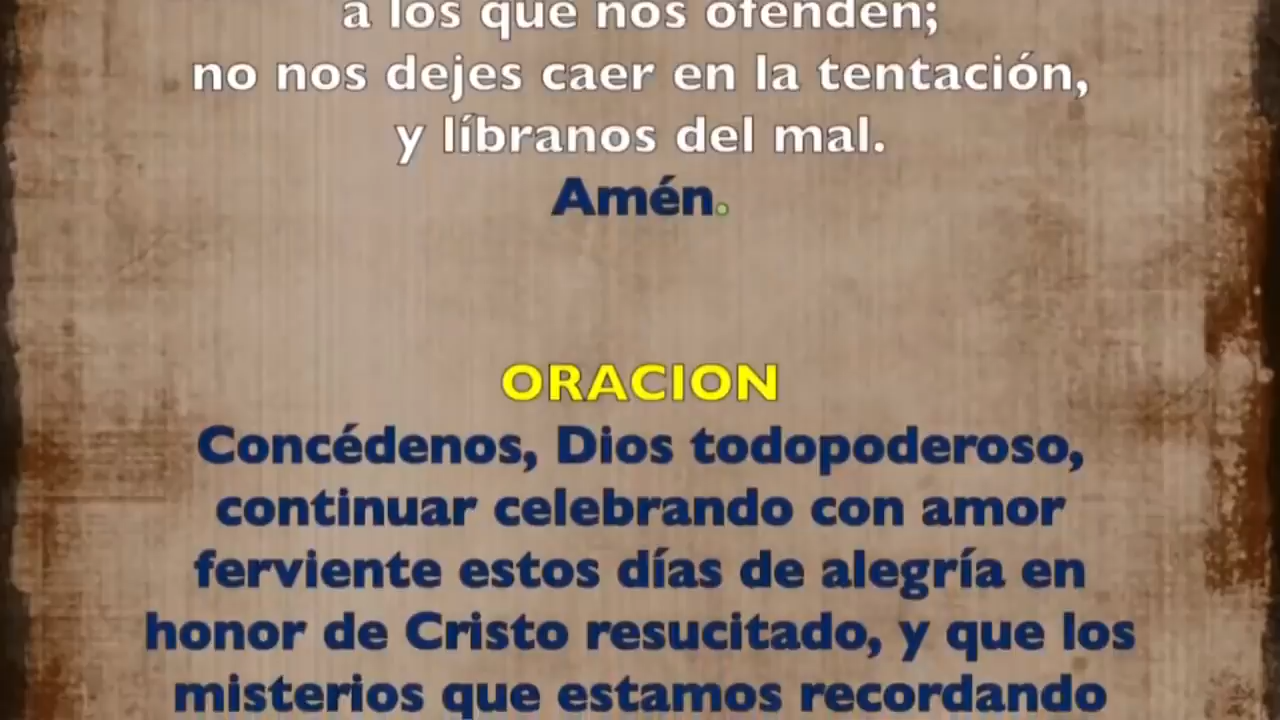 a los que nos ofenden;
no nos dejes caer en la tentación,
y líbranos del mal.
Amén.
ORACION
Concédenos, Dios todopoderoso,
continuar celebrando con amor
ferviente estos días de alegría en
honor de Cristo resucitado, y que los
misterios que estamos recordando